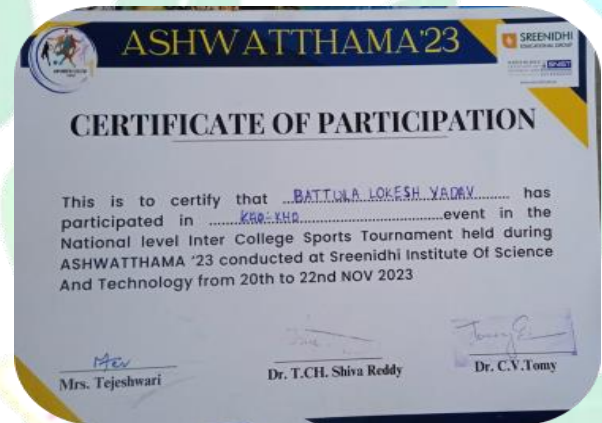 ASHWATTHAMA'23
SREENIDHI
EDUCATIONAL GROUP
SNIST
CERTIFICATE OF PARTICIPATION
This is to certify that BATTULA LOKESH YADAV has
participated in KHO-KHO event in the
National level Inter College Sports Tournament held during
ASHWATTHAMA '23 conducted at Sreenidhi Institute Of Science
And Technology from 20th to 22nd NOV 2023
Mrs. Tejeshwari
Dr. T.CH. Shiva Reddy
Dr. C.V.Tomy